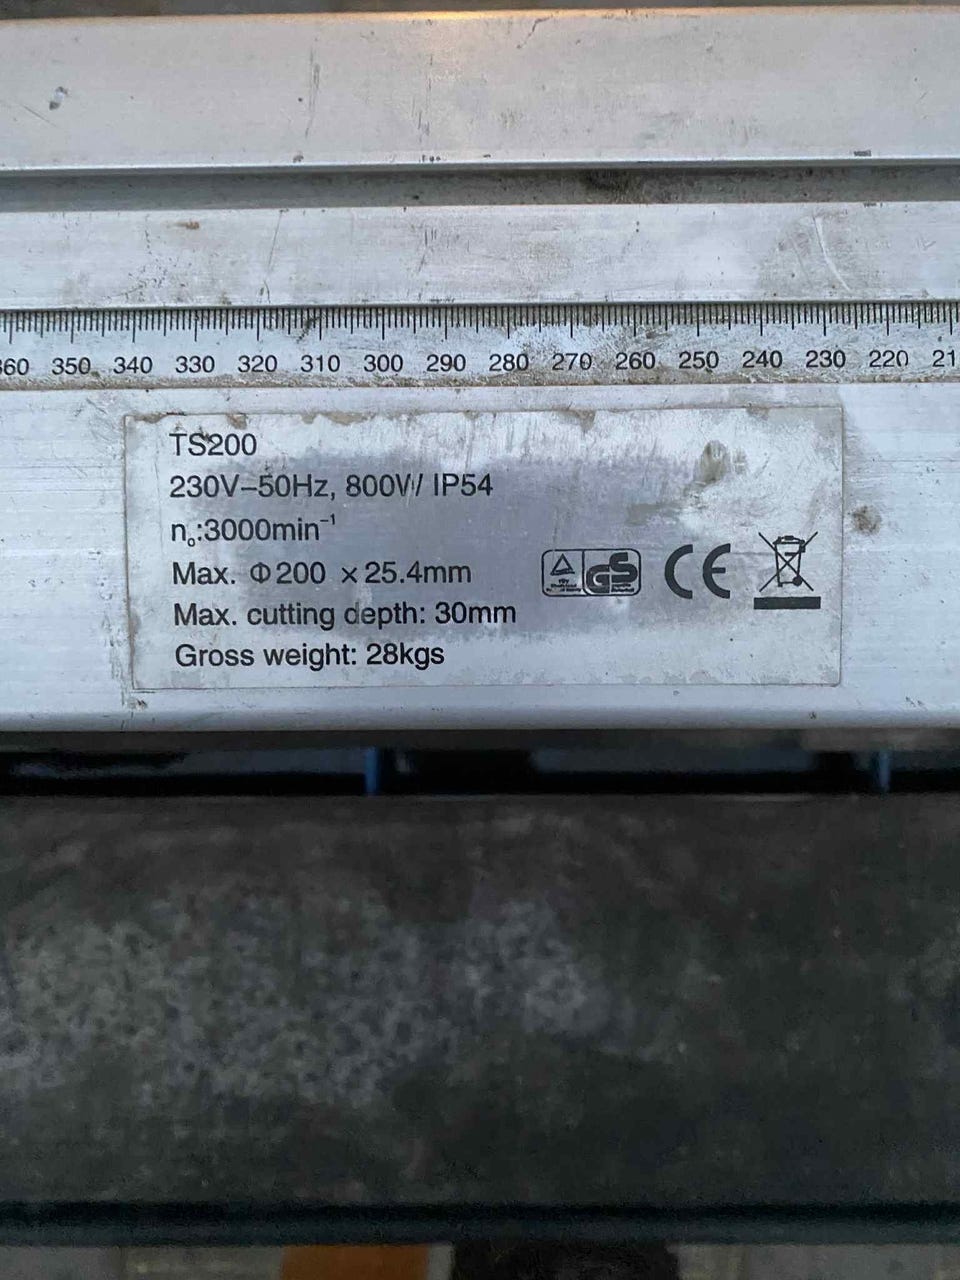 360 350 340 330 320 310 300 290 280 270 260 250 240 230 220 21
TS200
230V~50Hz, 800W IP54
n₀:3000min⁻¹
Max. Φ200 ×25.4mm
Max. cutting depth: 30mm
Gross weight: 28kgs
GS
CE